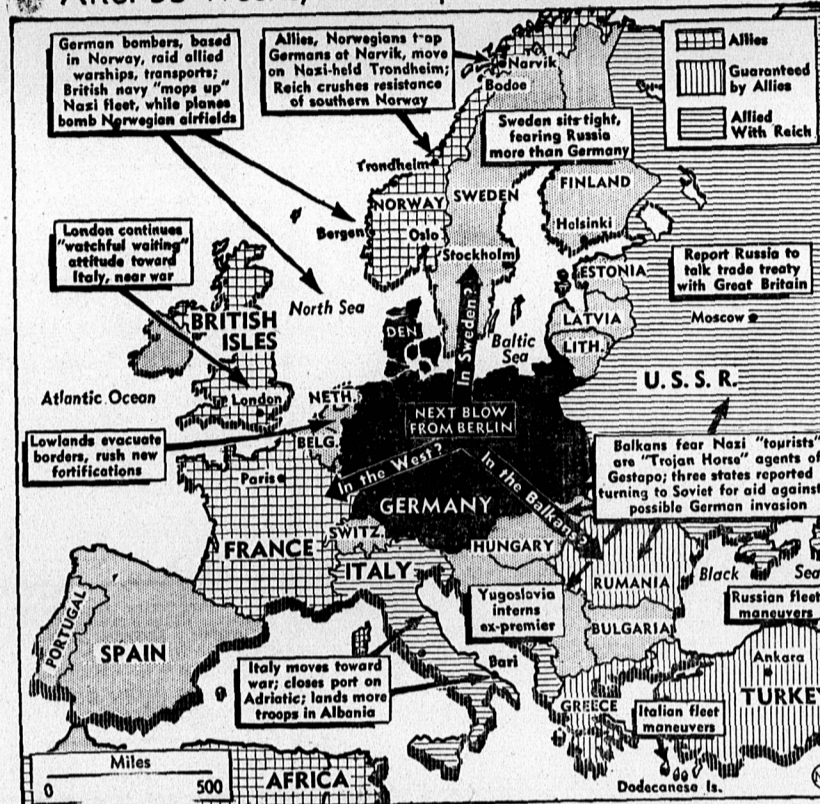 German bombers, based
in Norway, raid allied
warships, transports;
British navy "mops up"
Nazi fleet, while planes
bomb Norwegian airfields
Allies, Norwegians trap
Germans at Narvik, move
on Nazi-held Trondheim;
Reich crushes resistance
of southern Norway
Allies
Guaranteed
by Allies
Allied
With Reich
Narvik
Bodoe
Sweden sits tight,
fearing Russia
more than Germany
Trondheim
NORWAY
SWEDEN
FINLAND
Helsinki
Bergen
Oslo
Stockholm
London continues
"watchful waiting"
attitude toward
Italy, near war
ESTONIA
Report Russia to
talk trade treaty
with Great Britain
North Sea
BRITISH
ISLES
DEN.
In Sweden?
Baltic
Sea
LATVIA
LITH.
Moscow
U. S. S. R.
Atlantic Ocean
London
NETH.
NEXT BLOW
FROM BERLIN
Lowlands evacuate
borders, rush new
fortifications
BELG.
Paris
In the West?
In the Balkans?
GERMANY
Balkans fear Nazi "tourists"
are "Trojan Horse" agents of
Gestapo; three states reported
turning to Soviet for aid against
possible German invasion
FRANCE
SWITZ.
HUNGARY
ITALY
RUMANIA
Black Sea
Russian fleet
maneuvers
Yugoslavia
interns
ex-premier
BULGARIA
PORTUGAL
SPAIN
Italy moves toward
war; closes port on
Adriatic; lands more
troops in Albania
Bari
Ankara
TURKEY
GREECE
Italian fleet
maneuvers
Miles
0 500
AFRICA
Dodecanese Is.